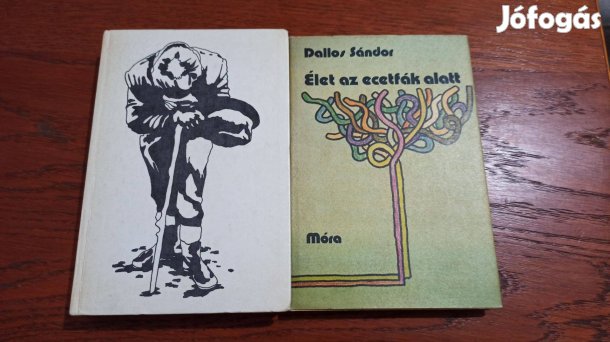 Jófogás
Dallos Sándor
Élet az ecetfák alatt
Móra